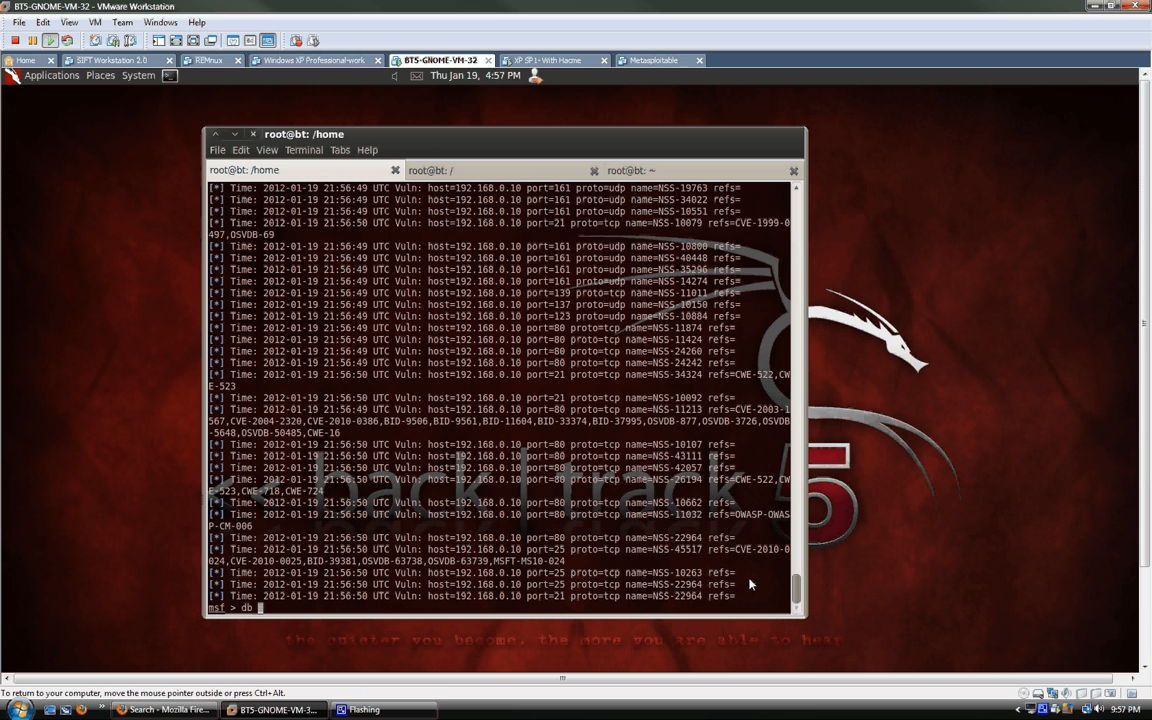 BT5-GNOME-VM-32 - VMware Workstation
File Edit View VM Team Windows Help
Home SIFT Workstation 2.0 REMnux Windows XP Professional-work BT5-GNOME-VM-32 XP SP1- With Hacme Metasploitable
Applications Places System Thu Jan 19, 4:57 PM
root@bt: /home
File Edit View Terminal Tabs Help
root@bt: /home root@bt: / root@bt: ~
[*] Time: 2012-01-19 21:56:49 UTC Vuln: host=192.168.0.10 port=161 proto=udp name=NSS-19763 refs=
[*] Time: 2012-01-19 21:56:49 UTC Vuln: host=192.168.0.10 port=161 proto=udp name=NSS-34022 refs=
[*] Time: 2012-01-19 21:56:49 UTC Vuln: host=192.168.0.10 port=161 proto=udp name=NSS-10551 refs=
[*] Time: 2012-01-19 21:56:50 UTC Vuln: host=192.168.0.10 port=21 proto=tcp name=NSS-10079 refs=CVE-1999-0
497,OSVDB-69
[*] Time: 2012-01-19 21:56:49 UTC Vuln: host=192.168.0.10 port=161 proto=udp name=NSS-10800 refs=
[*] Time: 2012-01-19 21:56:49 UTC Vuln: host=192.168.0.10 port=161 proto=udp name=NSS-40448 refs=
[*] Time: 2012-01-19 21:56:49 UTC Vuln: host=192.168.0.10 port=161 proto=udp name=NSS-35296 refs=
[*] Time: 2012-01-19 21:56:49 UTC Vuln: host=192.168.0.10 port=161 proto=udp name=NSS-14274 refs=
[*] Time: 2012-01-19 21:56:49 UTC Vuln: host=192.168.0.10 port=139 proto=tcp name=NSS-11011 refs=
[*] Time: 2012-01-19 21:56:49 UTC Vuln: host=192.168.0.10 port=137 proto=udp name=NSS-10150 refs=
[*] Time: 2012-01-19 21:56:49 UTC Vuln: host=192.168.0.10 port=123 proto=udp name=NSS-10884 refs=
[*] Time: 2012-01-19 21:56:49 UTC Vuln: host=192.168.0.10 port=80 proto=tcp name=NSS-11874 refs=
[*] Time: 2012-01-19 21:56:49 UTC Vuln: host=192.168.0.10 port=80 proto=tcp name=NSS-11424 refs=
[*] Time: 2012-01-19 21:56:49 UTC Vuln: host=192.168.0.10 port=80 proto=tcp name=NSS-24260 refs=
[*] Time: 2012-01-19 21:56:49 UTC Vuln: host=192.168.0.10 port=80 proto=tcp name=NSS-24242 refs=
[*] Time: 2012-01-19 21:56:50 UTC Vuln: host=192.168.0.10 port=21 proto=tcp name=NSS-34324 refs=CWE-522,CW
E-523
[*] Time: 2012-01-19 21:56:50 UTC Vuln: host=192.168.0.10 port=21 proto=tcp name=NSS-10092 refs=
[*] Time: 2012-01-19 21:56:49 UTC Vuln: host=192.168.0.10 port=80 proto=tcp name=NSS-11213 refs=CVE-2003-1
567,CVE-2004-2320,CVE-2010-0386,BID-9506,BID-9561,BID-11604,BID-33374,BID-37995,OSVDB-877,OSVDB-3726,OSVDB
-5648,OSVDB-50485,CWE-16
[*] Time: 2012-01-19 21:56:50 UTC Vuln: host=192.168.0.10 port=80 proto=tcp name=NSS-10107 refs=
[*] Time: 2012-01-19 21:56:50 UTC Vuln: host=192.168.0.10 port=80 proto=tcp name=NSS-43111 refs=
[*] Time: 2012-01-19 21:56:50 UTC Vuln: host=192.168.0.10 port=80 proto=tcp name=NSS-42057 refs=
[*] Time: 2012-01-19 21:56:50 UTC Vuln: host=192.168.0.10 port=80 proto=tcp name=NSS-26194 refs=CWE-522,CW
E-523,CWE-718,CWE-724
[*] Time: 2012-01-19 21:56:50 UTC Vuln: host=192.168.0.10 port=80 proto=tcp name=NSS-10662 refs=
[*] Time: 2012-01-19 21:56:50 UTC Vuln: host=192.168.0.10 port=80 proto=tcp name=NSS-11032 refs=OWASP-OWAS
P-CM-006
[*] Time: 2012-01-19 21:56:50 UTC Vuln: host=192.168.0.10 port=80 proto=tcp name=NSS-22964 refs=
[*] Time: 2012-01-19 21:56:50 UTC Vuln: host=192.168.0.10 port=25 proto=tcp name=NSS-45517 refs=CVE-2010-0
024,CVE-2010-0025,BID-39381,OSVDB-63738,OSVDB-63739,MSFT-MS10-024
[*] Time: 2012-01-19 21:56:50 UTC Vuln: host=192.168.0.10 port=25 proto=tcp name=NSS-10263 refs=
[*] Time: 2012-01-19 21:56:50 UTC Vuln: host=192.168.0.10 port=25 proto=tcp name=NSS-22964 refs=
[*] Time: 2012-01-19 21:56:50 UTC Vuln: host=192.168.0.10 port=21 proto=tcp name=NSS-22964 refs=
msf > db
<< back | track 5
the quieter you become, the more you are able to hear
To return to your computer, move the mouse pointer outside or press Ctrl+Alt.
Search - Mozilla Fire... BT5-GNOME-VM-3... Flashing 9:57 PM